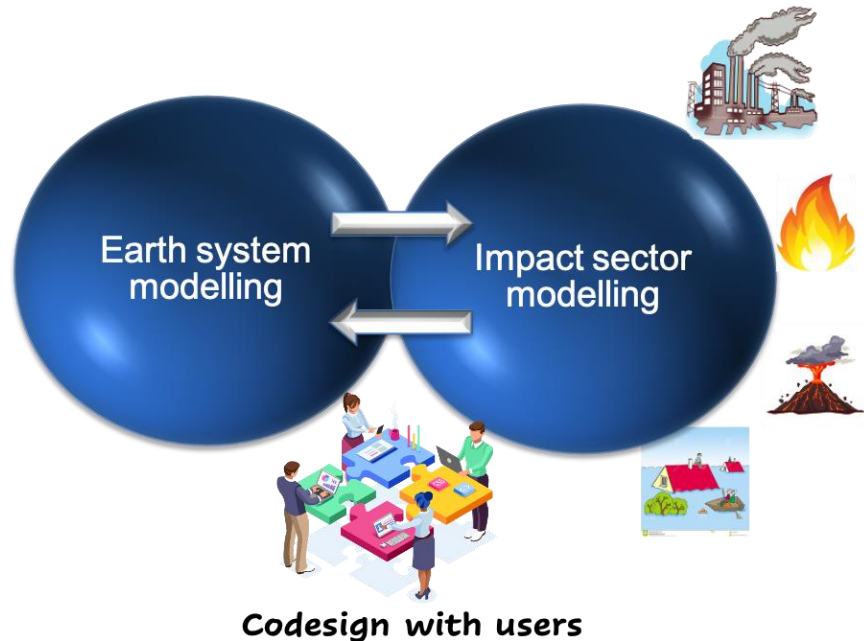 Earth system
modelling
Impact sector
modelling
Codesign with users